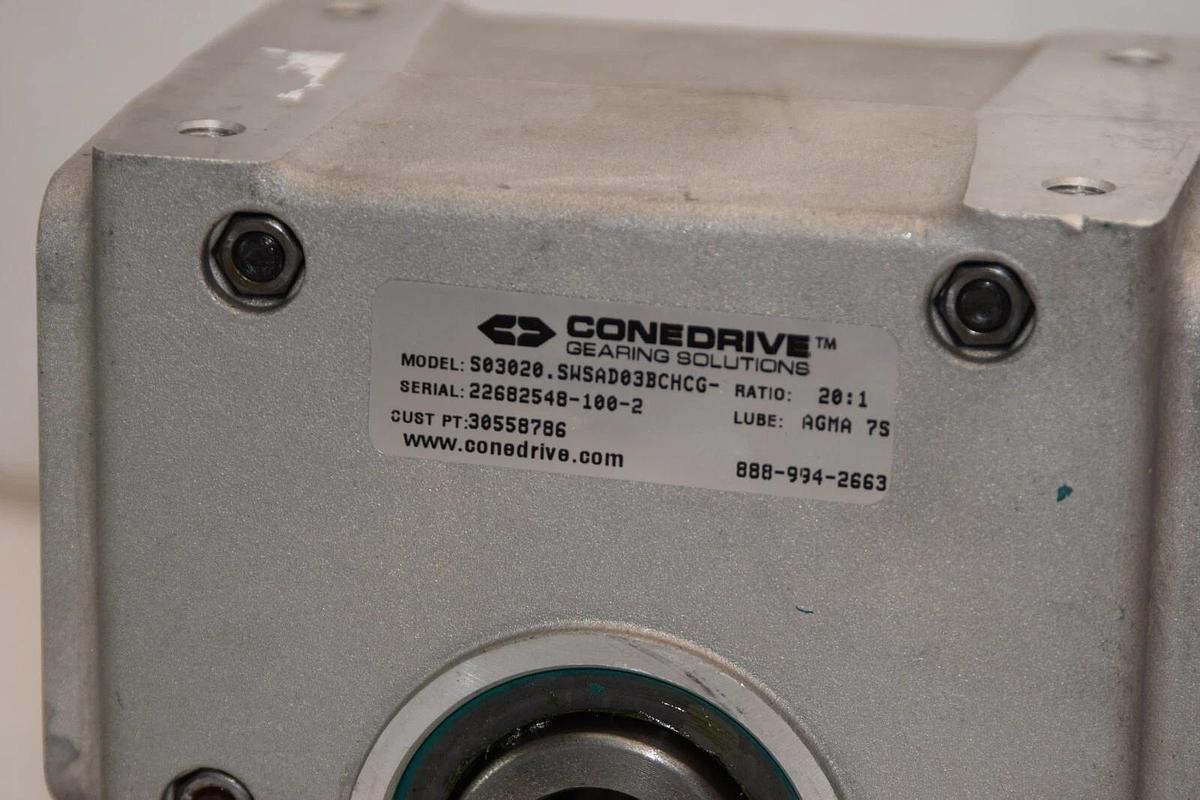 CONEDRIVE™
GEARING SOLUTIONS
MODEL: S03020.SWSAD03BCHCG- RATIO: 20:1
SERIAL: 22682548-100-2 LUBE: AGMA 7S
CUST PT: 30558786
www.conedrive.com 888-994-2663